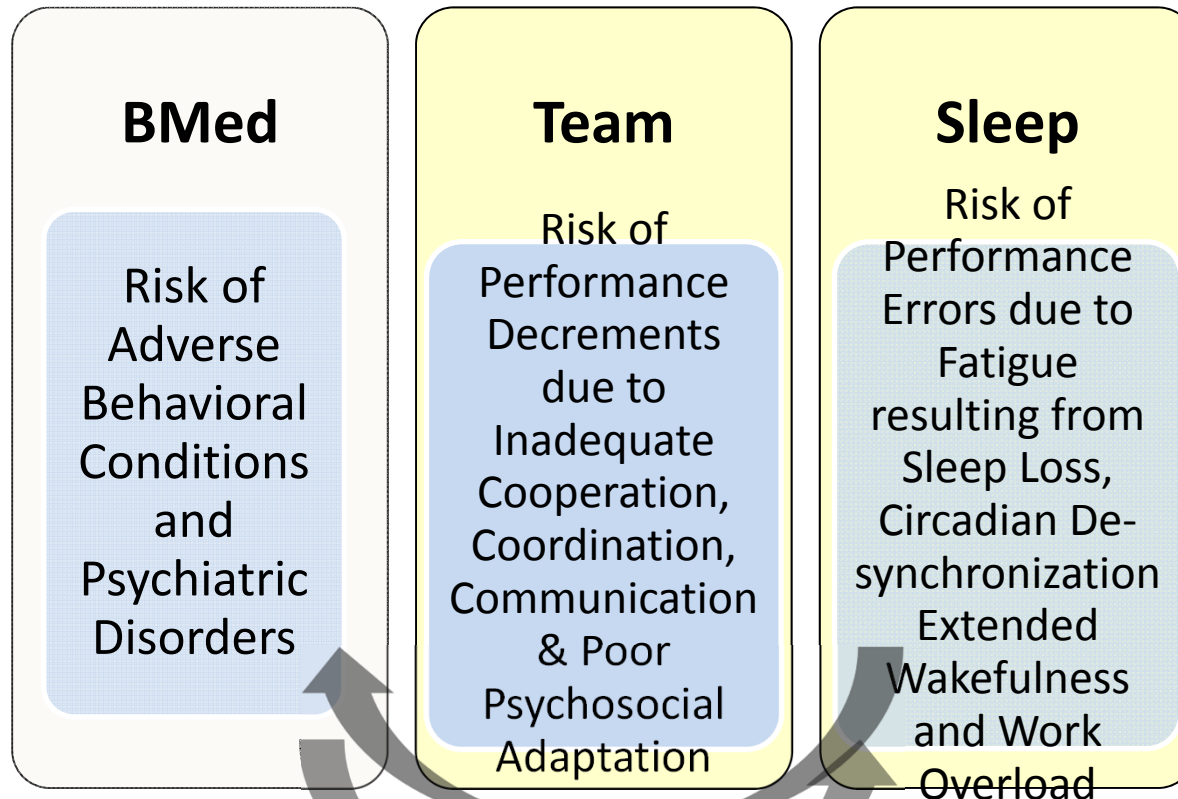 BMed
Risk of
Adverse
Behavioral
Conditions
and
Psychiatric
Disorders
Team
Risk of
Performance
Decrements
due to
Inadequate
Cooperation,
Coordination,
Communication
& Poor
Psychosocial
Adaptation
Sleep
Risk of
Performance
Errors due to
Fatigue
resulting from
Sleep Loss,
Circadian De-
synchronization
Extended
Wakefulness
and Work
Overload